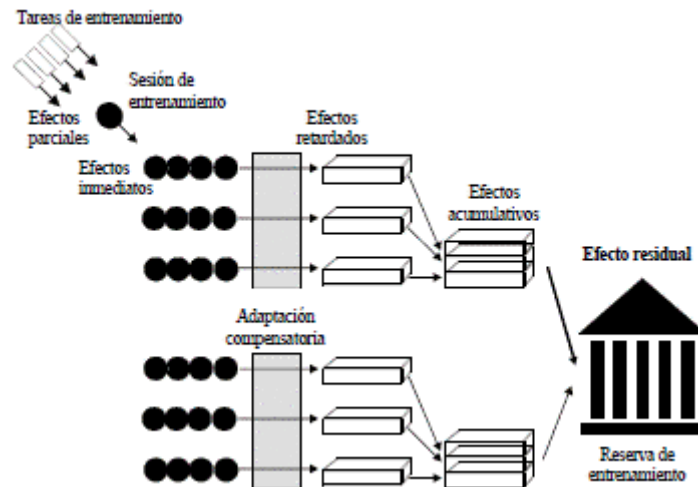 Tareas de entrenamiento
Sesión de
entrenamiento
Efectos
parciales
Efectos
retardados
Efectos
inmediatos
Efectos
acumulativos
Efecto residual
Adaptación
compensatoria
Reserva de
entrenamiento